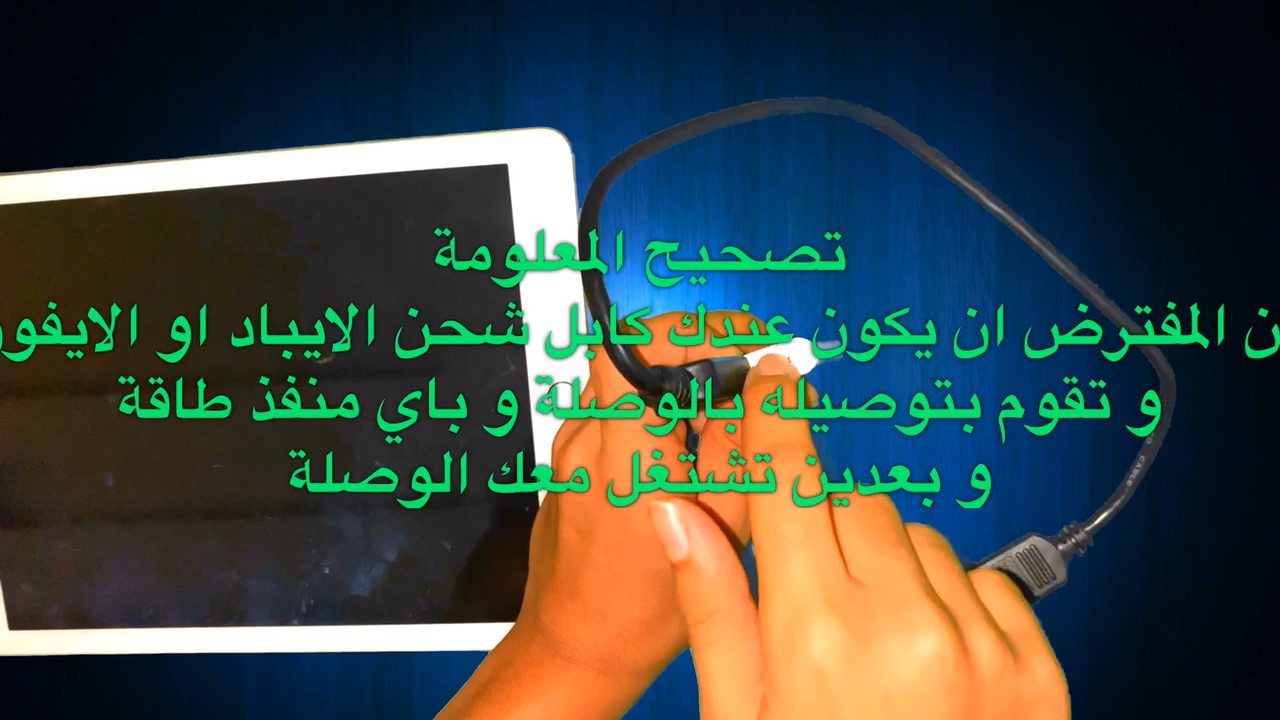 تصحيح المعلومة
المفترض ان يكون عندك كابل شحن الايباد او
و تقوم بتوصيله بالوصلة و باي منفذ طاقة
و بعدين تشتغل معك الوصلة